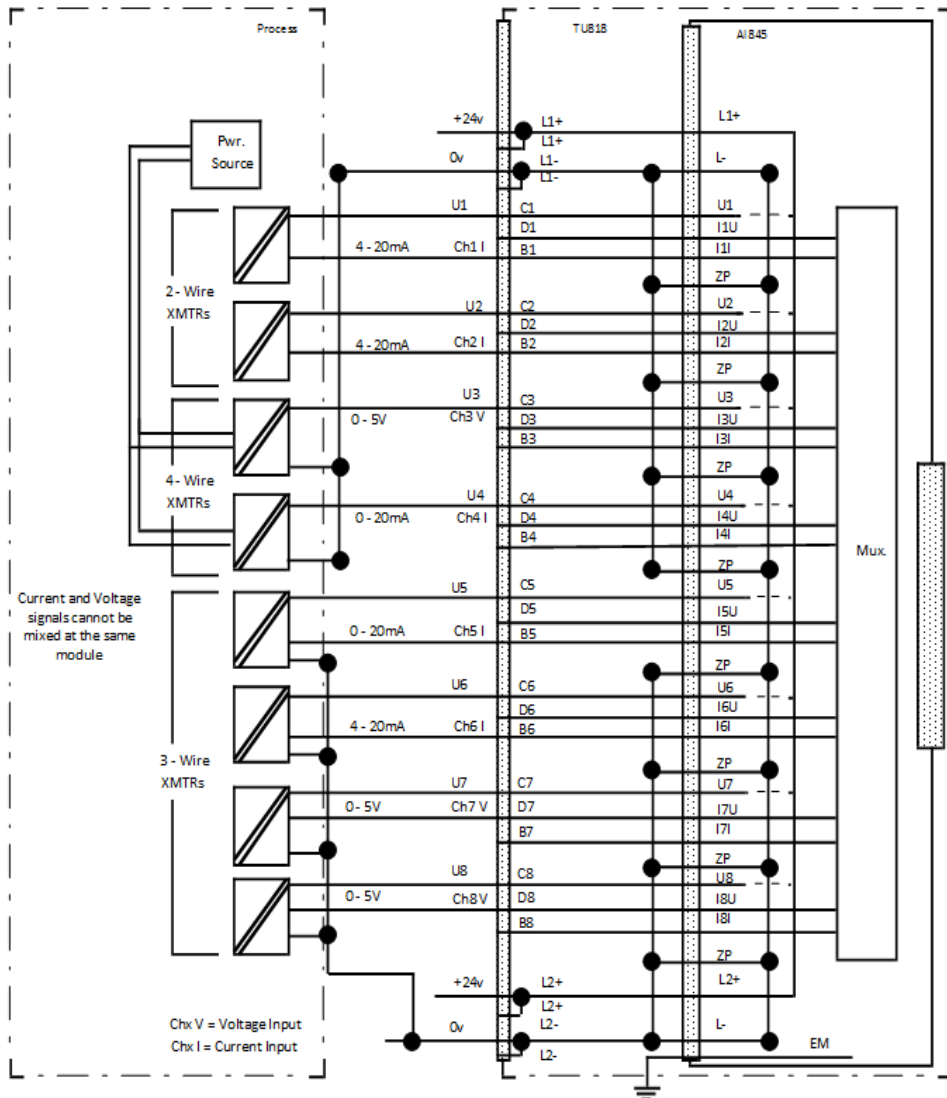 Process
TU818
AI845
+24v
L1+
L1+
L1+
Pwr.
Source
0v
L1-
L1-
L-
U1
C1
U1
D1
I1U
4 - 20mA
Ch1 I
B1
I1I
2 - Wire
XMTRs
ZP
U2
C2
U2
D2
I2U
4 - 20mA
Ch2 I
B2
I2I
ZP
U3
C3
U3
0 - 5V
Ch3 V
D3
I3U
B3
I3I
4 - Wire
XMTRs
ZP
U4
C4
U4
0 - 20mA
Ch4 I
D4
I4U
B4
I4I
Mux.
ZP
U5
C5
U5
Current and Voltage
signals cannot be
mixed at the same
module
D5
I5U
0 - 20mA
Ch5 I
B5
I5I
ZP
U6
C6
U6
D6
I6U
4 - 20mA
Ch6 I
B6
I6I
3 - Wire
XMTRs
ZP
U7
C7
U7
0 - 5V
Ch7 V
D7
I7U
B7
I7I
ZP
U8
C8
U8
0 - 5V
Ch8 V
D8
I8U
B8
I8I
ZP
+24v
L2+
L2+
L2+
Chx V = Voltage Input
Chx I = Current Input
0v
L2-
L2-
L-
EM